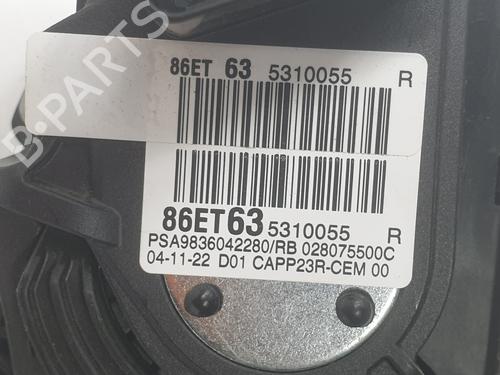 B-PARTS
86ET 63 5310055 R
86ET63 5310055 R
PSA9836042280/RB 028075500C
04-11-22 D01 CAPP23R-CEM 00